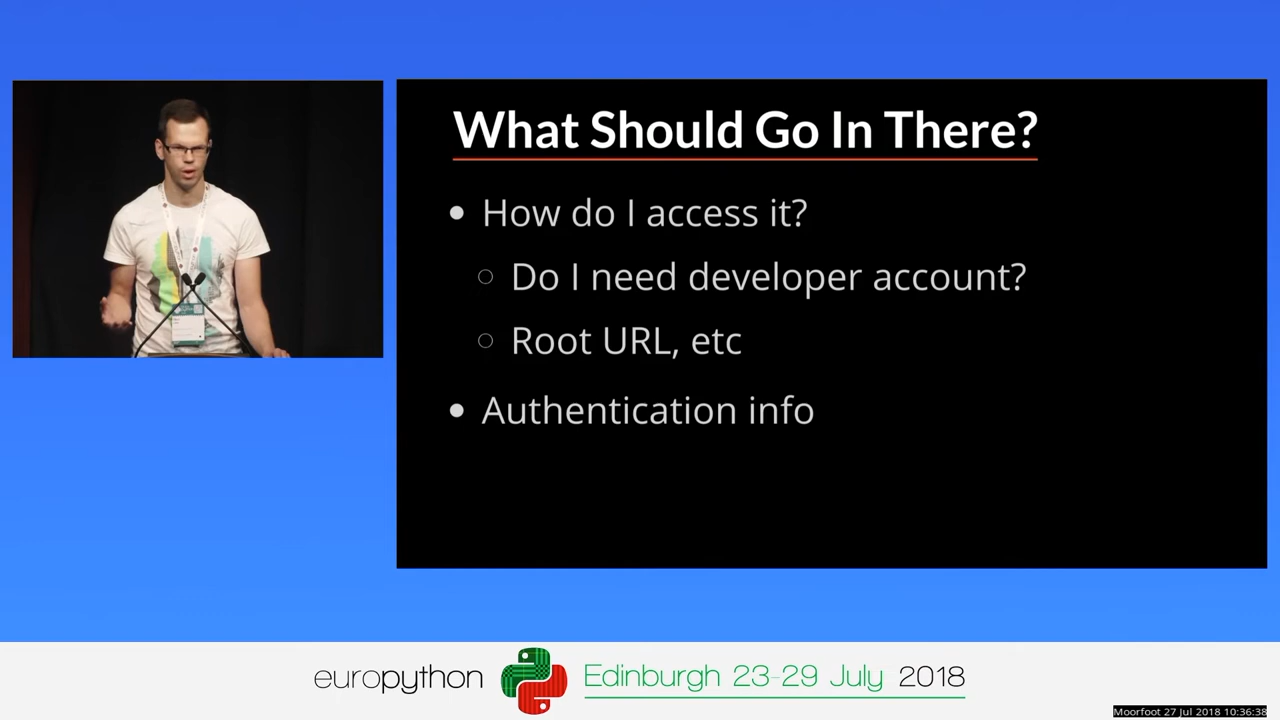 What Should Go In There?
How do I access it?
Do I need developer account?
Root URL, etc
Authentication info
europython
Edinburgh 23-29 July 2018
Moorfoot 27 Jul 2018 10:36:38